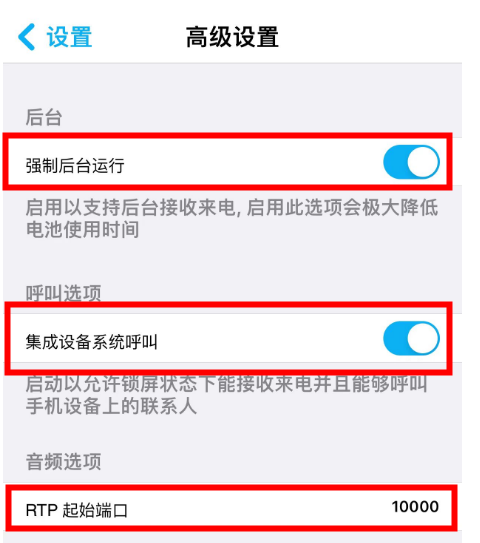 设置 高级设置
后台
强制后台运行
启用以支持后台接收来电, 启用此选项会极大降低
电池使用时间
呼叫选项
集成设备系统呼叫
启动以允许锁屏状态下能接收来电并且能够呼叫
手机设备上的联系人
音频选项
RTP 起始端口 10000